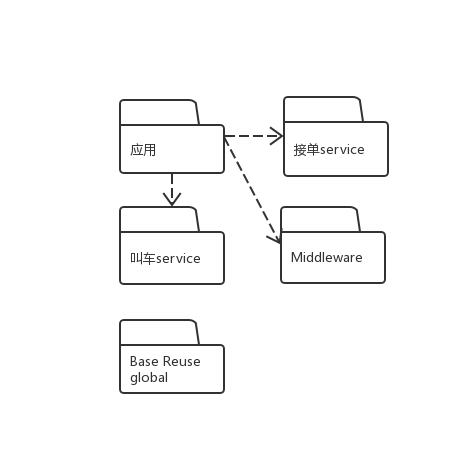 应用
接单service
叫车service
Middleware
Base Reuse
global